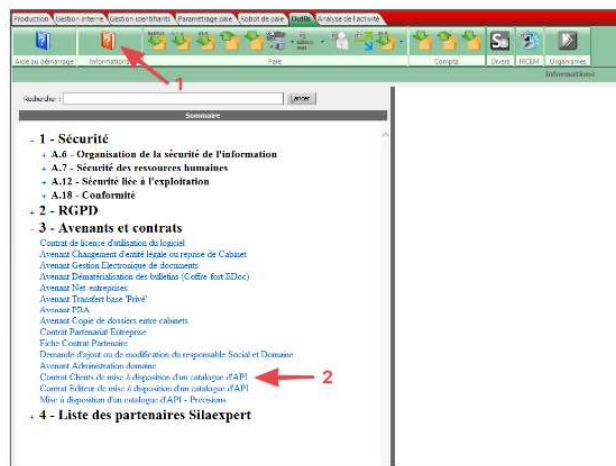 Production Gestion interne Gestion identifiants Paramétrage paie Robot de paie Outils Analyse de l'activité
Aide au démarrage Informations Paie Compta Divers HCEM Organismes
1
Informations
Rechercher : Lancer
Sommaire
- 1 - Sécurité
+ A.6 - Organisation de la sécurité de l'information
+ A.7 - Sécurité des ressources humaines
+ A.12 - Sécurité liée à l'exploitation
+ A.18 - Conformité
+ 2 - RGPD
- 3 - Avenants et contrats
Contrat de licence d'utilisation du logiciel
Avenant Changement d'entité légale ou reprise de Cabinet
Avenant Gestion Electronique de documents
Avenant Dématérialisation des bulletins (Coffre fort EDoc)
Avenant Net-entreprises
Avenant Transfert base 'Privé'
Avenant PRA
Avenant Copie de dossiers entre cabinets
Contrat Partenariat Entreprise
Fiche Contrat Partenaire
Demande d'ajout ou de modification du responsable Social et Domaine
Avenant Administration domaine
Contrat Clients de mise à disposition d'un catalogue d'API 2
Contrat Editeur de mise à disposition d'un catalogue d'API
Mise à disposition d'un catalogue d'API - Précisions
+ 4 - Liste des partenaires Silaexpert